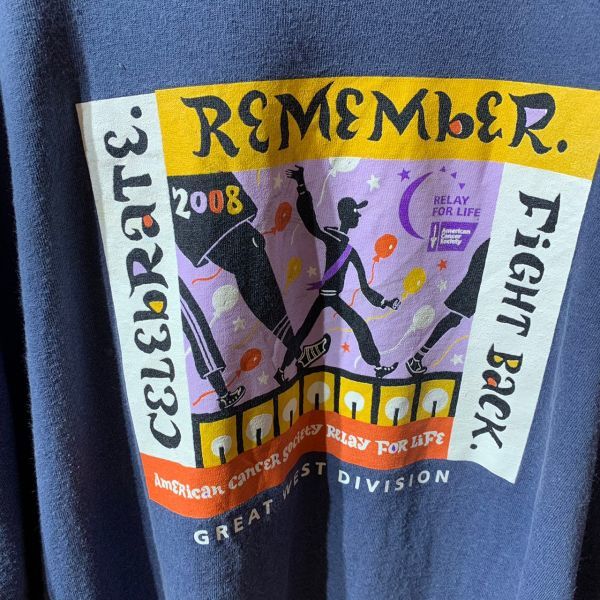 CELEbRATE.
REMEMbER.
FiGHT BACK.
2008
RELAY
FOR LIFE
American
Cancer
Society
AMERiCAN CANCER SOCiETY RELAY FOR LiFE
GREAT WEST DIVISION